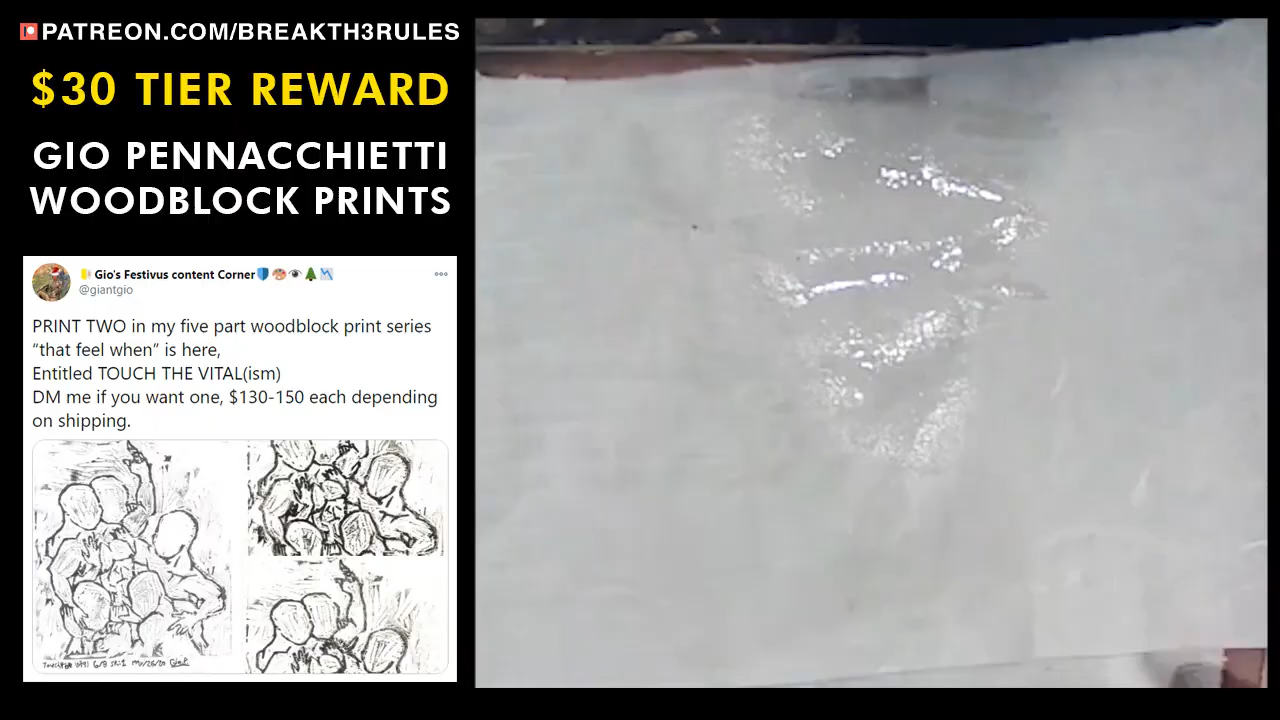 PATREON.COM/BREAKTH3RULES
$30 TIER REWARD
GIO PENNACCHIETTI
WOODBLOCK PRINTS
Gio's Festivus content Corner
@giantgio
PRINT TWO in my five part woodblock print series
“that feel when” is here,
Entitled TOUCH THE VITAL(ism)
DM me if you want one, $130-150 each depending
on shipping.